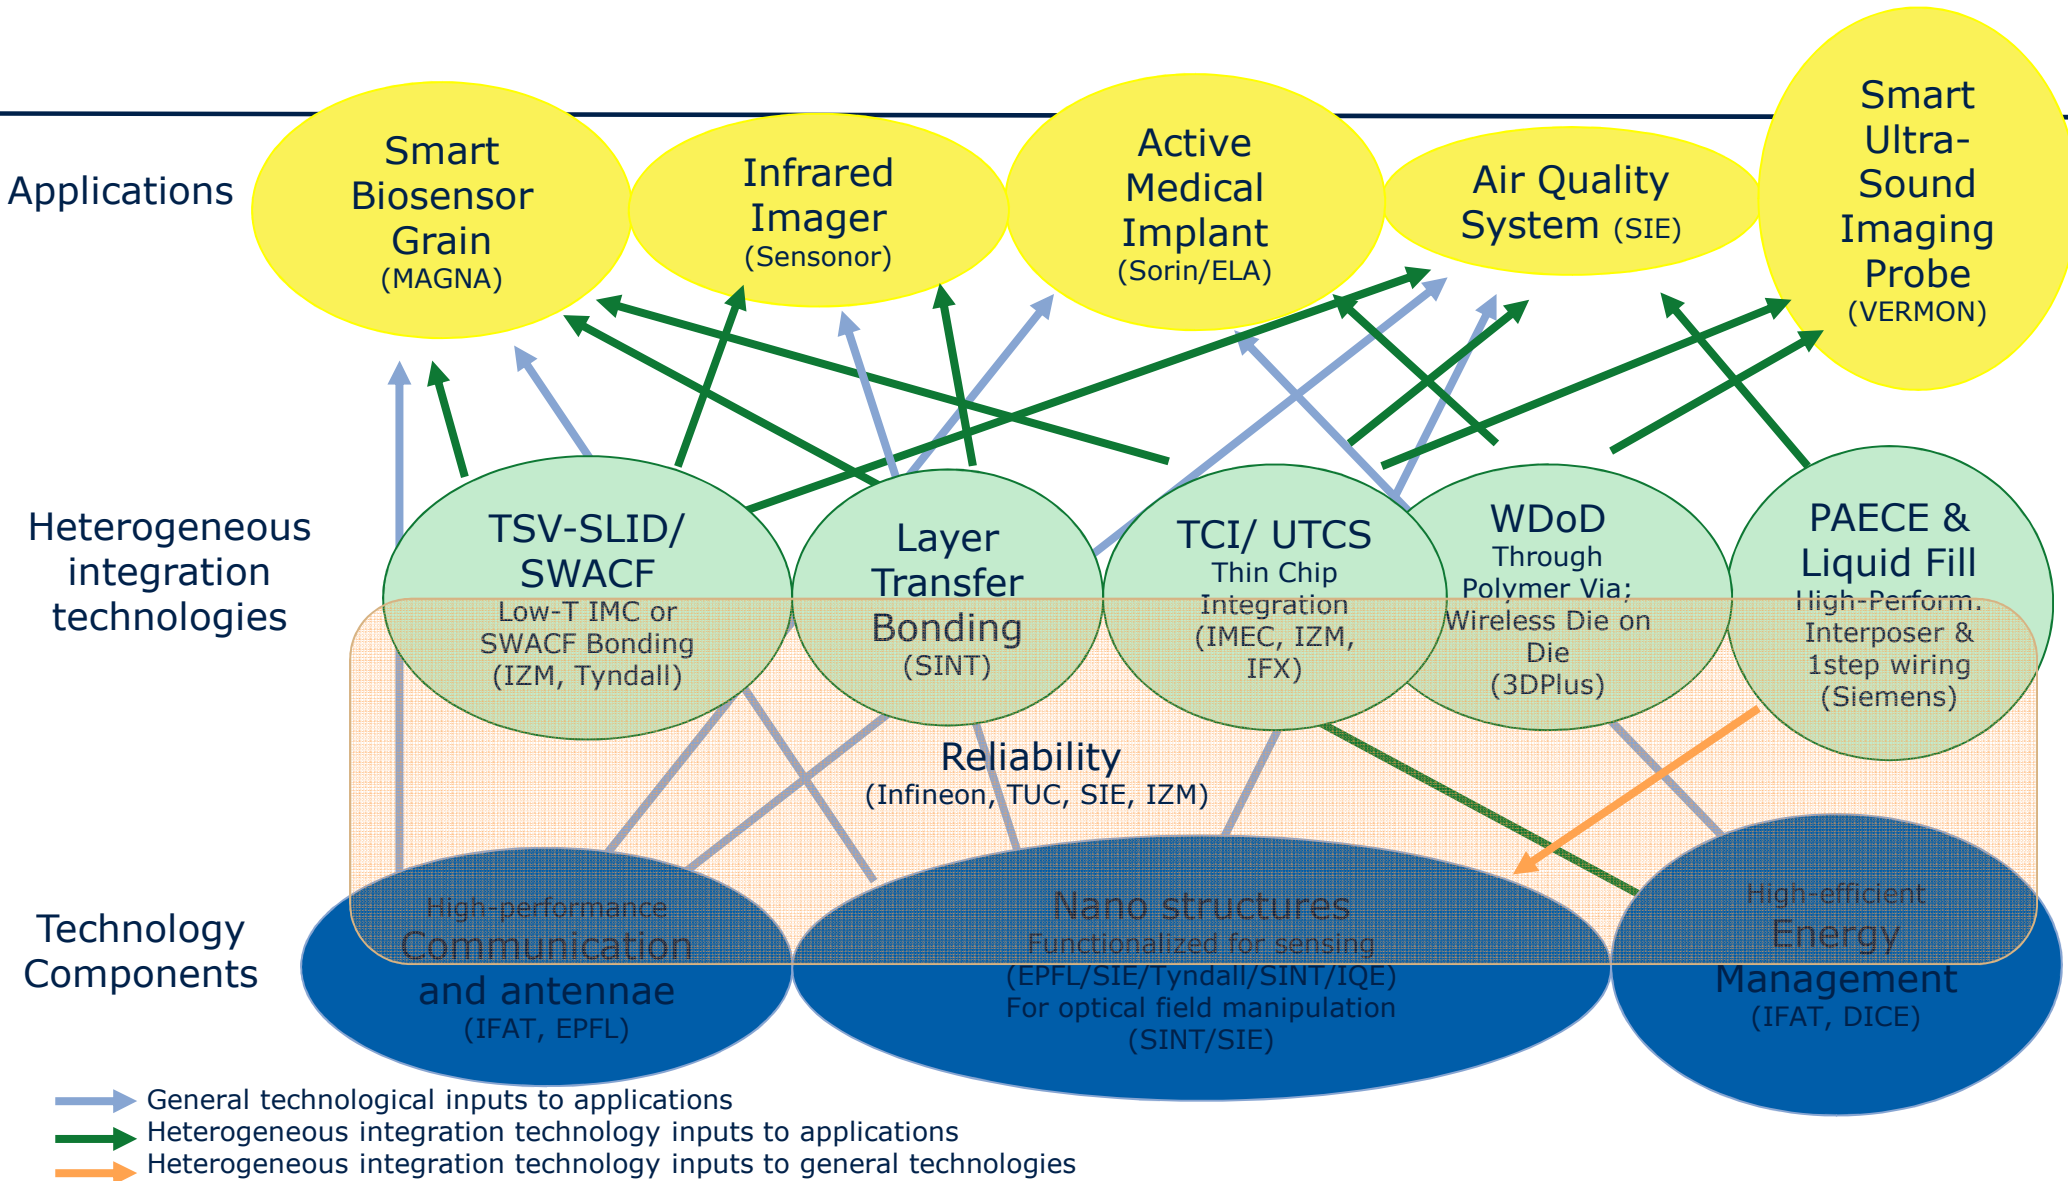 Applications
Smart
Biosensor
Grain
(MAGNA)
Infrared
Imager
(Sensonor)
Active
Medical
Implant
(Sorin/ELA)
Air Quality
System (SIE)
Smart
Ultra-
Sound
Imaging
Probe
(VERMON)
Heterogeneous
integration
technologies
TSV-SLID/
SWACF
Low-T IMC or
SWACF Bonding
(IZM, Tyndall)
Layer
Transfer
Bonding
(SINT)
TCI/ UTCS
Thin Chip
Integration
(IMEC, IZM,
IFX)
WDoD
Through
Polymer Via;
Wireless Die on
Die
(3DPlus)
PAECE &
Liquid Fill
High-Perform.
Interposer &
1step wiring
(Siemens)
Reliability
(Infineon, TUC, SIE, IZM)
Technology
Components
High-performance
Communication
and antennae
(IFAT, EPFL)
Nano structures
Functionalized for sensing
(EPFL/SIE/Tyndall/SINT/IQE)
For optical field manipulation
(SINT/SIE)
High-efficient
Energy
Management
(IFAT, DICE)
General technological inputs to applications
Heterogeneous integration technology inputs to applications
Heterogeneous integration technology inputs to general technologies